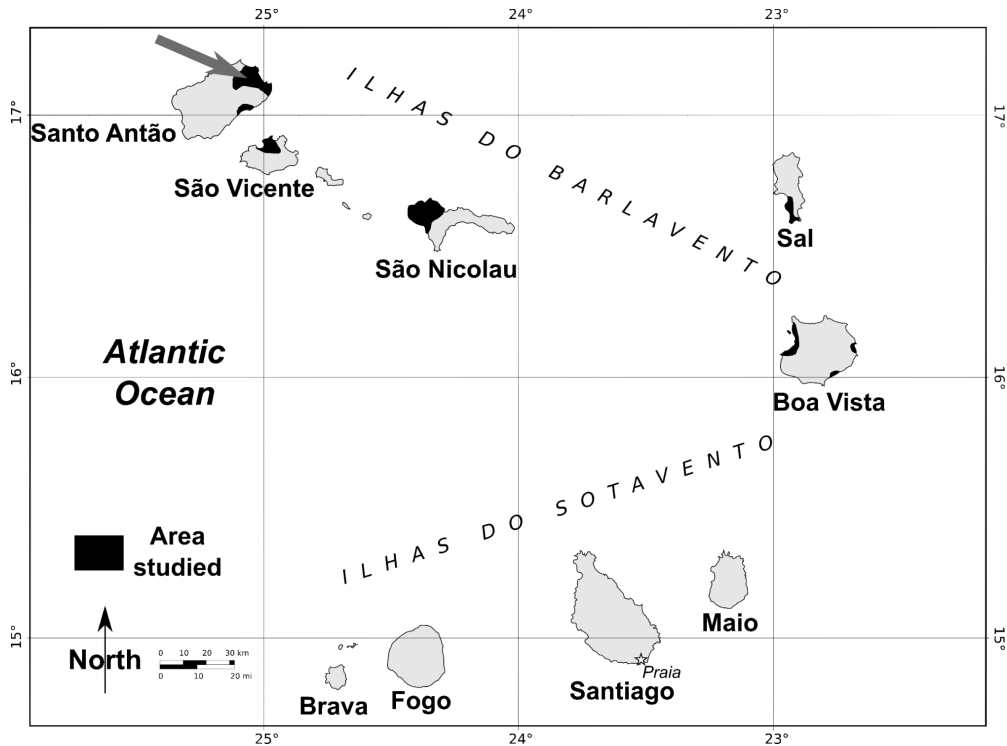 25°
24°
23°
17°
17°
Santo Antão
ILHAS DO BARLAVENTO
São Vicente
São Nicolau
Sal
Atlantic
Ocean
16°
16°
Boa Vista
ILHAS DO SOTAVENTO
Area
studied
North
0 10 20 30 km
0 10 20 mi
15°
15°
Maio
Praia
Santiago
Brava
Fogo
25°
24°
23°